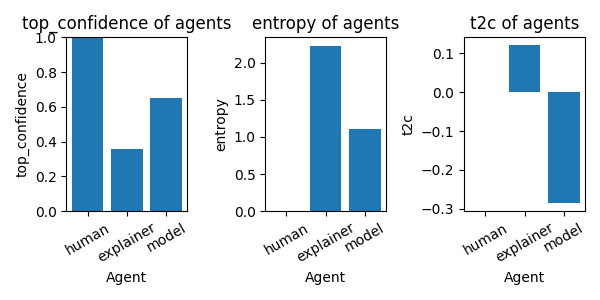 top_confidence of agents
top_confidence
1.0
0.8
0.6
0.4
0.2
0.0
human
explainer
model
Agent
entropy of agents
entropy
2.0
1.5
1.0
0.5
0.0
human
explainer
model
Agent
t2c of agents
t2c
0.1
0.0
−0.1
−0.2
−0.3
human
explainer
model
Agent